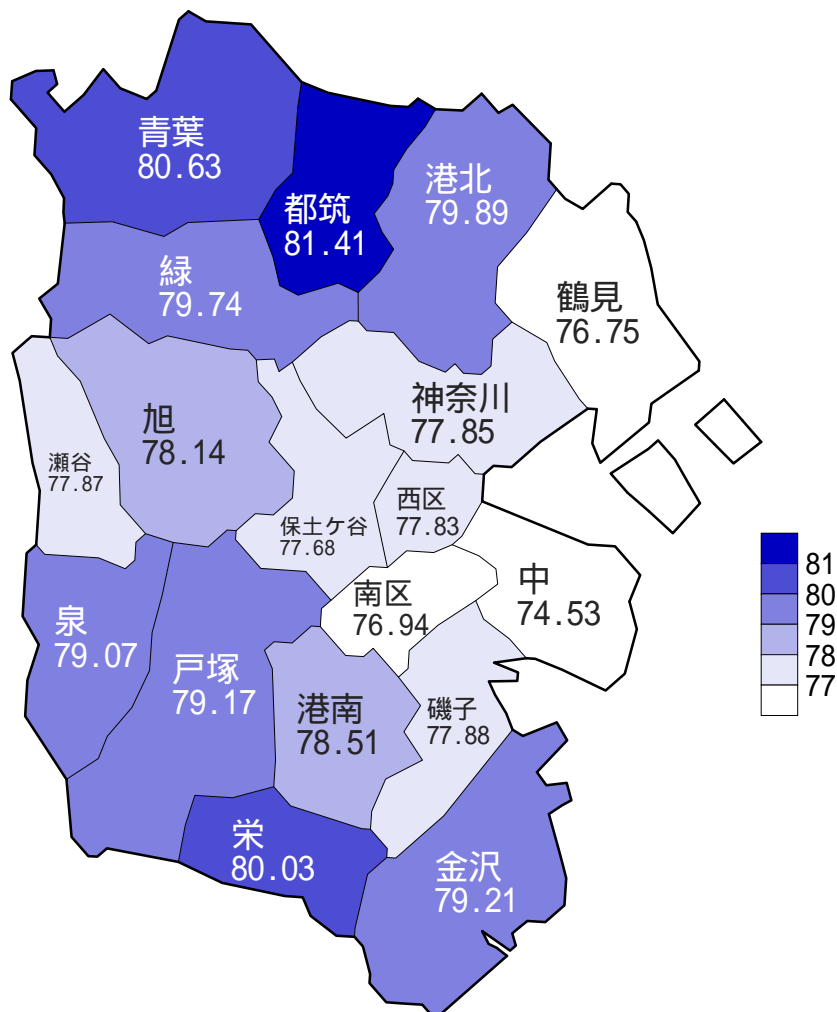 青葉
80.63
都筑
81.41
港北
79.89
緑
79.74
鶴見
76.75
神奈川
77.85
旭
78.14
瀬谷
77.87
西区
77.83
保土ケ谷
77.68
中
74.53
南区
76.94
泉
79.07
戸塚
79.17
港南
78.51
磯子
77.88
栄
80.03
金沢
79.21
81
80
79
78
77